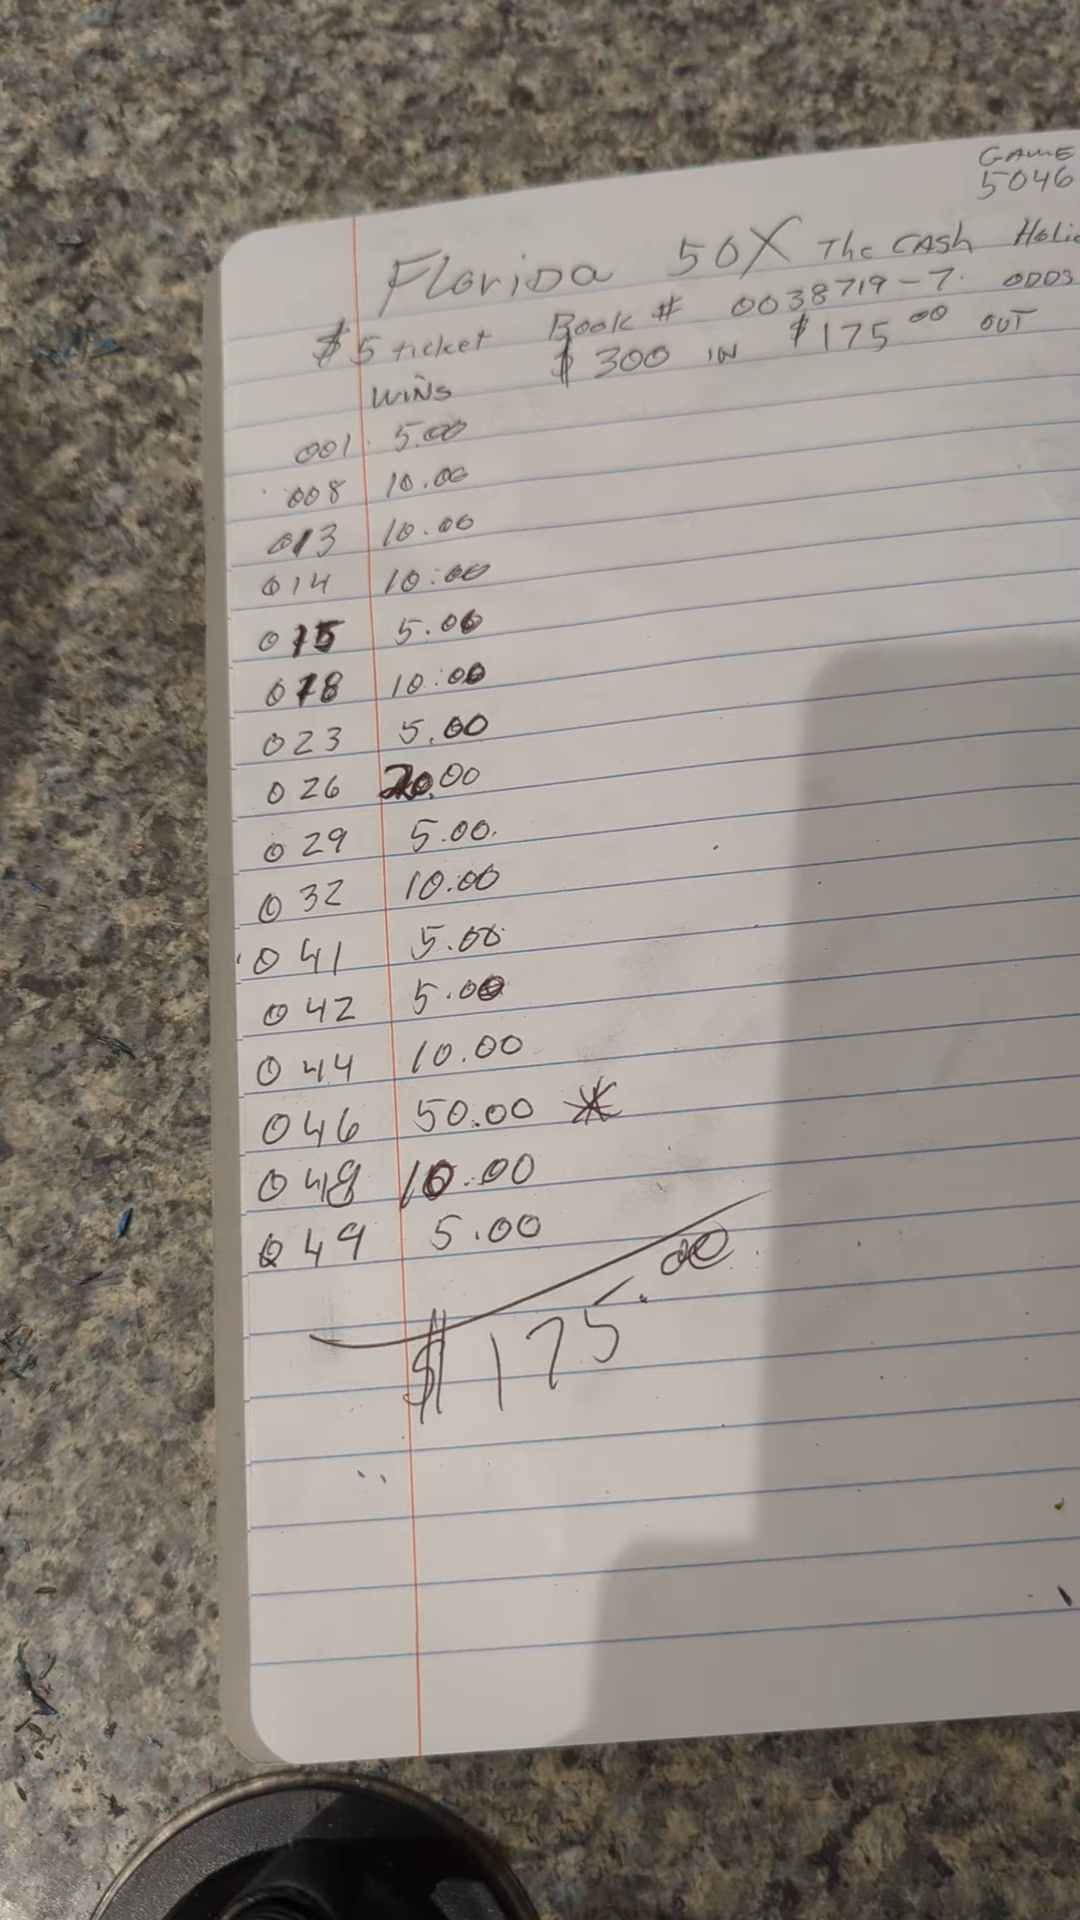 GAME
5046
Florida 50X The CASH
$5 ticket Book # 0038719-7. ODDS
$300 IN $175 00 OUT
WINS
001 5.00
008 10.00
013 10.00
014 10:00
015 5.00
018 10:00
023 5.00
026 20.00
029 5.00.
032 10.00
041 5.00
042 5.00
044 10.00
046 50.00 *
048 10.00
049 5.00
$175.00